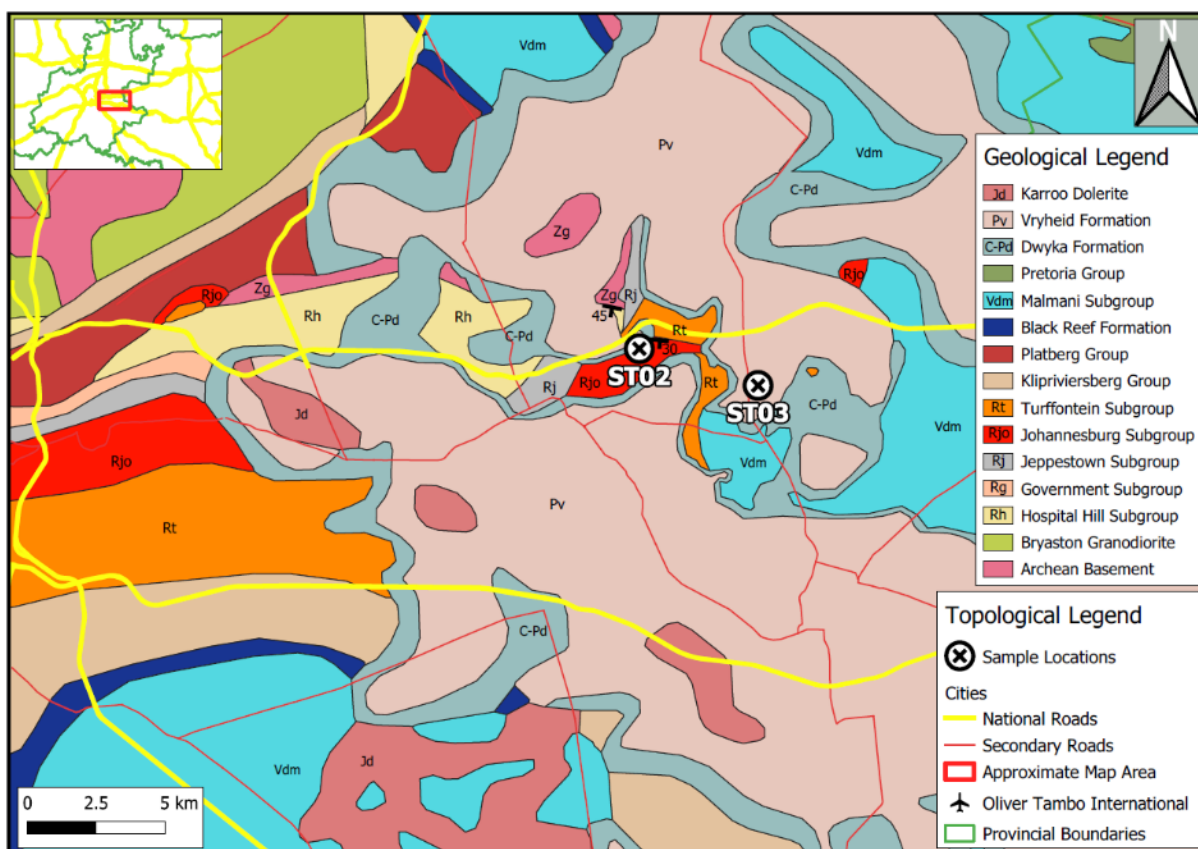 N
Vdm
Pv
Vdm
C-Pd
Zg
Rjo
Zg
Rjo
Zg
Rj
Rh
C-Pd
Rh
C-Pd
45
Rt
30
ST02
Rj
Rjo
Rt
ST03
C-Pd
Jd
Vdm
Vdm
Rjo
Rt
Pv
C-Pd
Vdm
Jd
Geological Legend
Jd Karroo Dolerite
Pv Vryheid Formation
C-Pd Dwyka Formation
Pretoria Group
Vdm Malmani Subgroup
Black Reef Formation
Platberg Group
Klipriviersberg Group
Rt Turffontein Subgroup
Rjo Johannesburg Subgroup
Rj Jeppestown Subgroup
Rg Government Subgroup
Rh Hospital Hill Subgroup
Bryaston Granodiorite
Archean Basement
Topological Legend
Sample Locations
Cities
National Roads
Secondary Roads
Approximate Map Area
Oliver Tambo International
Provincial Boundaries
0 2.5 5 km